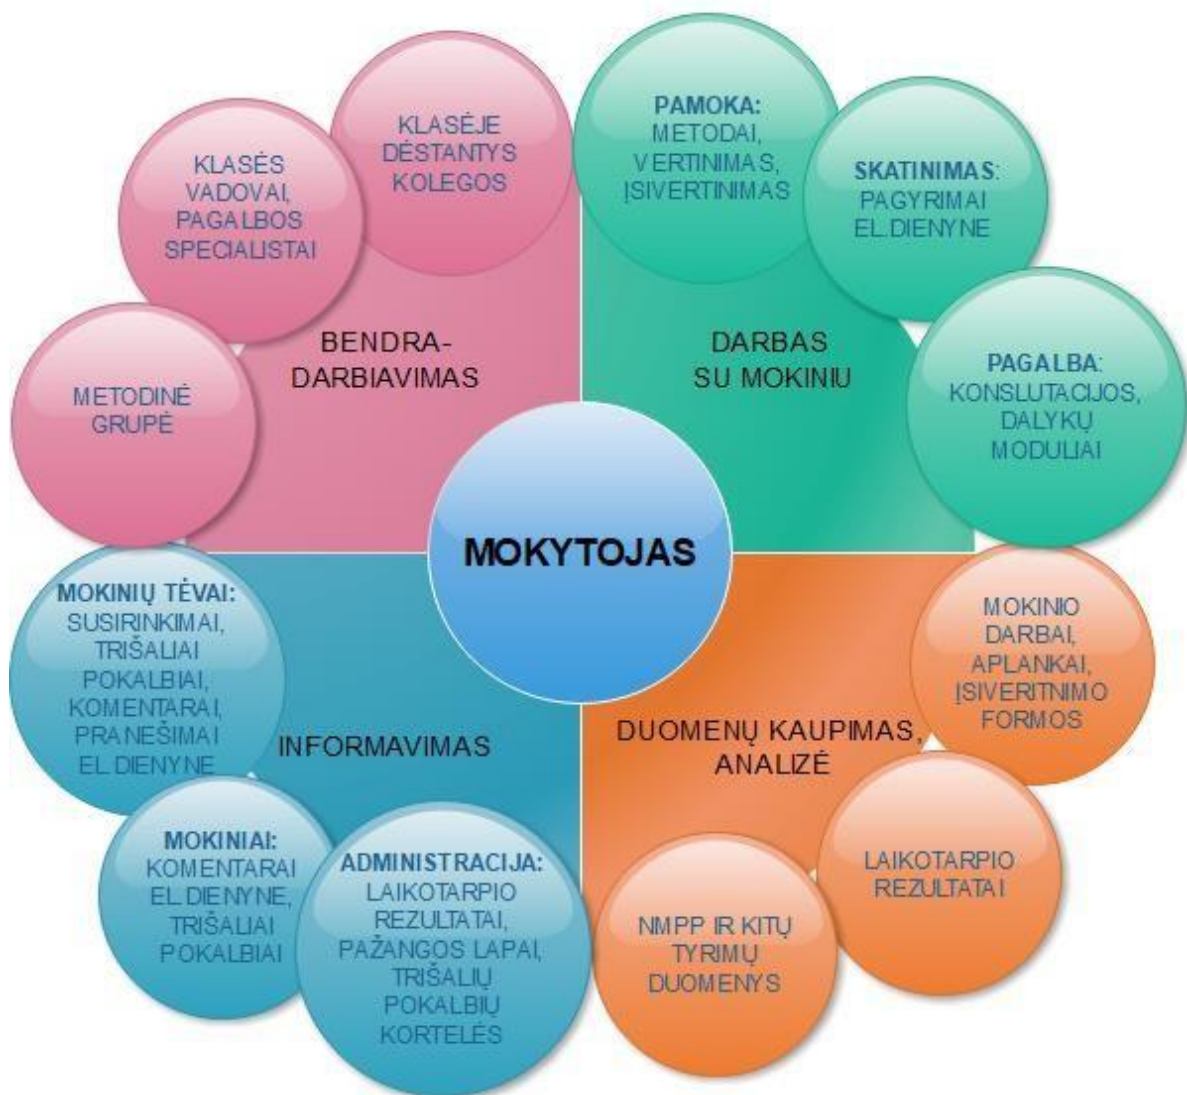 KLASĖJE
DĖSTANTYS
KOLEGOS
KLASĖS
VADOVAI,
PAGALBOS
SPECIALISTAI
METODINĖ
GRUPĖ
BENDRA-
DARBIAVIMAS
PAMOKA:
METODAI,
VERTINIMAS,
ĮSIVERTINIMAS
SKATINIMAS:
PAGYRIMAI
EL.DIENYNE
PAGALBA:
KONSLUTACIJOS,
DALYKŲ
MODULIAI
DARBAS
SU MOKINIU
MOKYTOJAS
MOKINIŲ TĖVAI:
SUSIRINKIMAI,
TRIŠALIAI
POKALBIAI,
KOMENTARAI,
PRANEŠIMAI
EL.DIENYNE
INFORMAVIMAS
MOKINIAI:
KOMENTARAI
EL.DIENYNE,
TRIŠALIAI
POKALBIAI
ADMINISTRACIJA:
LAIKOTARPIO
REZULTATAI,
PAŽANGOS LAPAI,
TRIŠALIŲ
POKALBIŲ
KORTELĖS
DUOMENŲ KAUPIMAS,
ANALIZĖ
MOKINIO
DARBAI,
APLANKAI,
ĮSIVERITNIMO
FORMOS
LAIKOTARPIO
REZULTATAI
NMPP IR KITŲ
TYRIMŲ
DUOMENYS